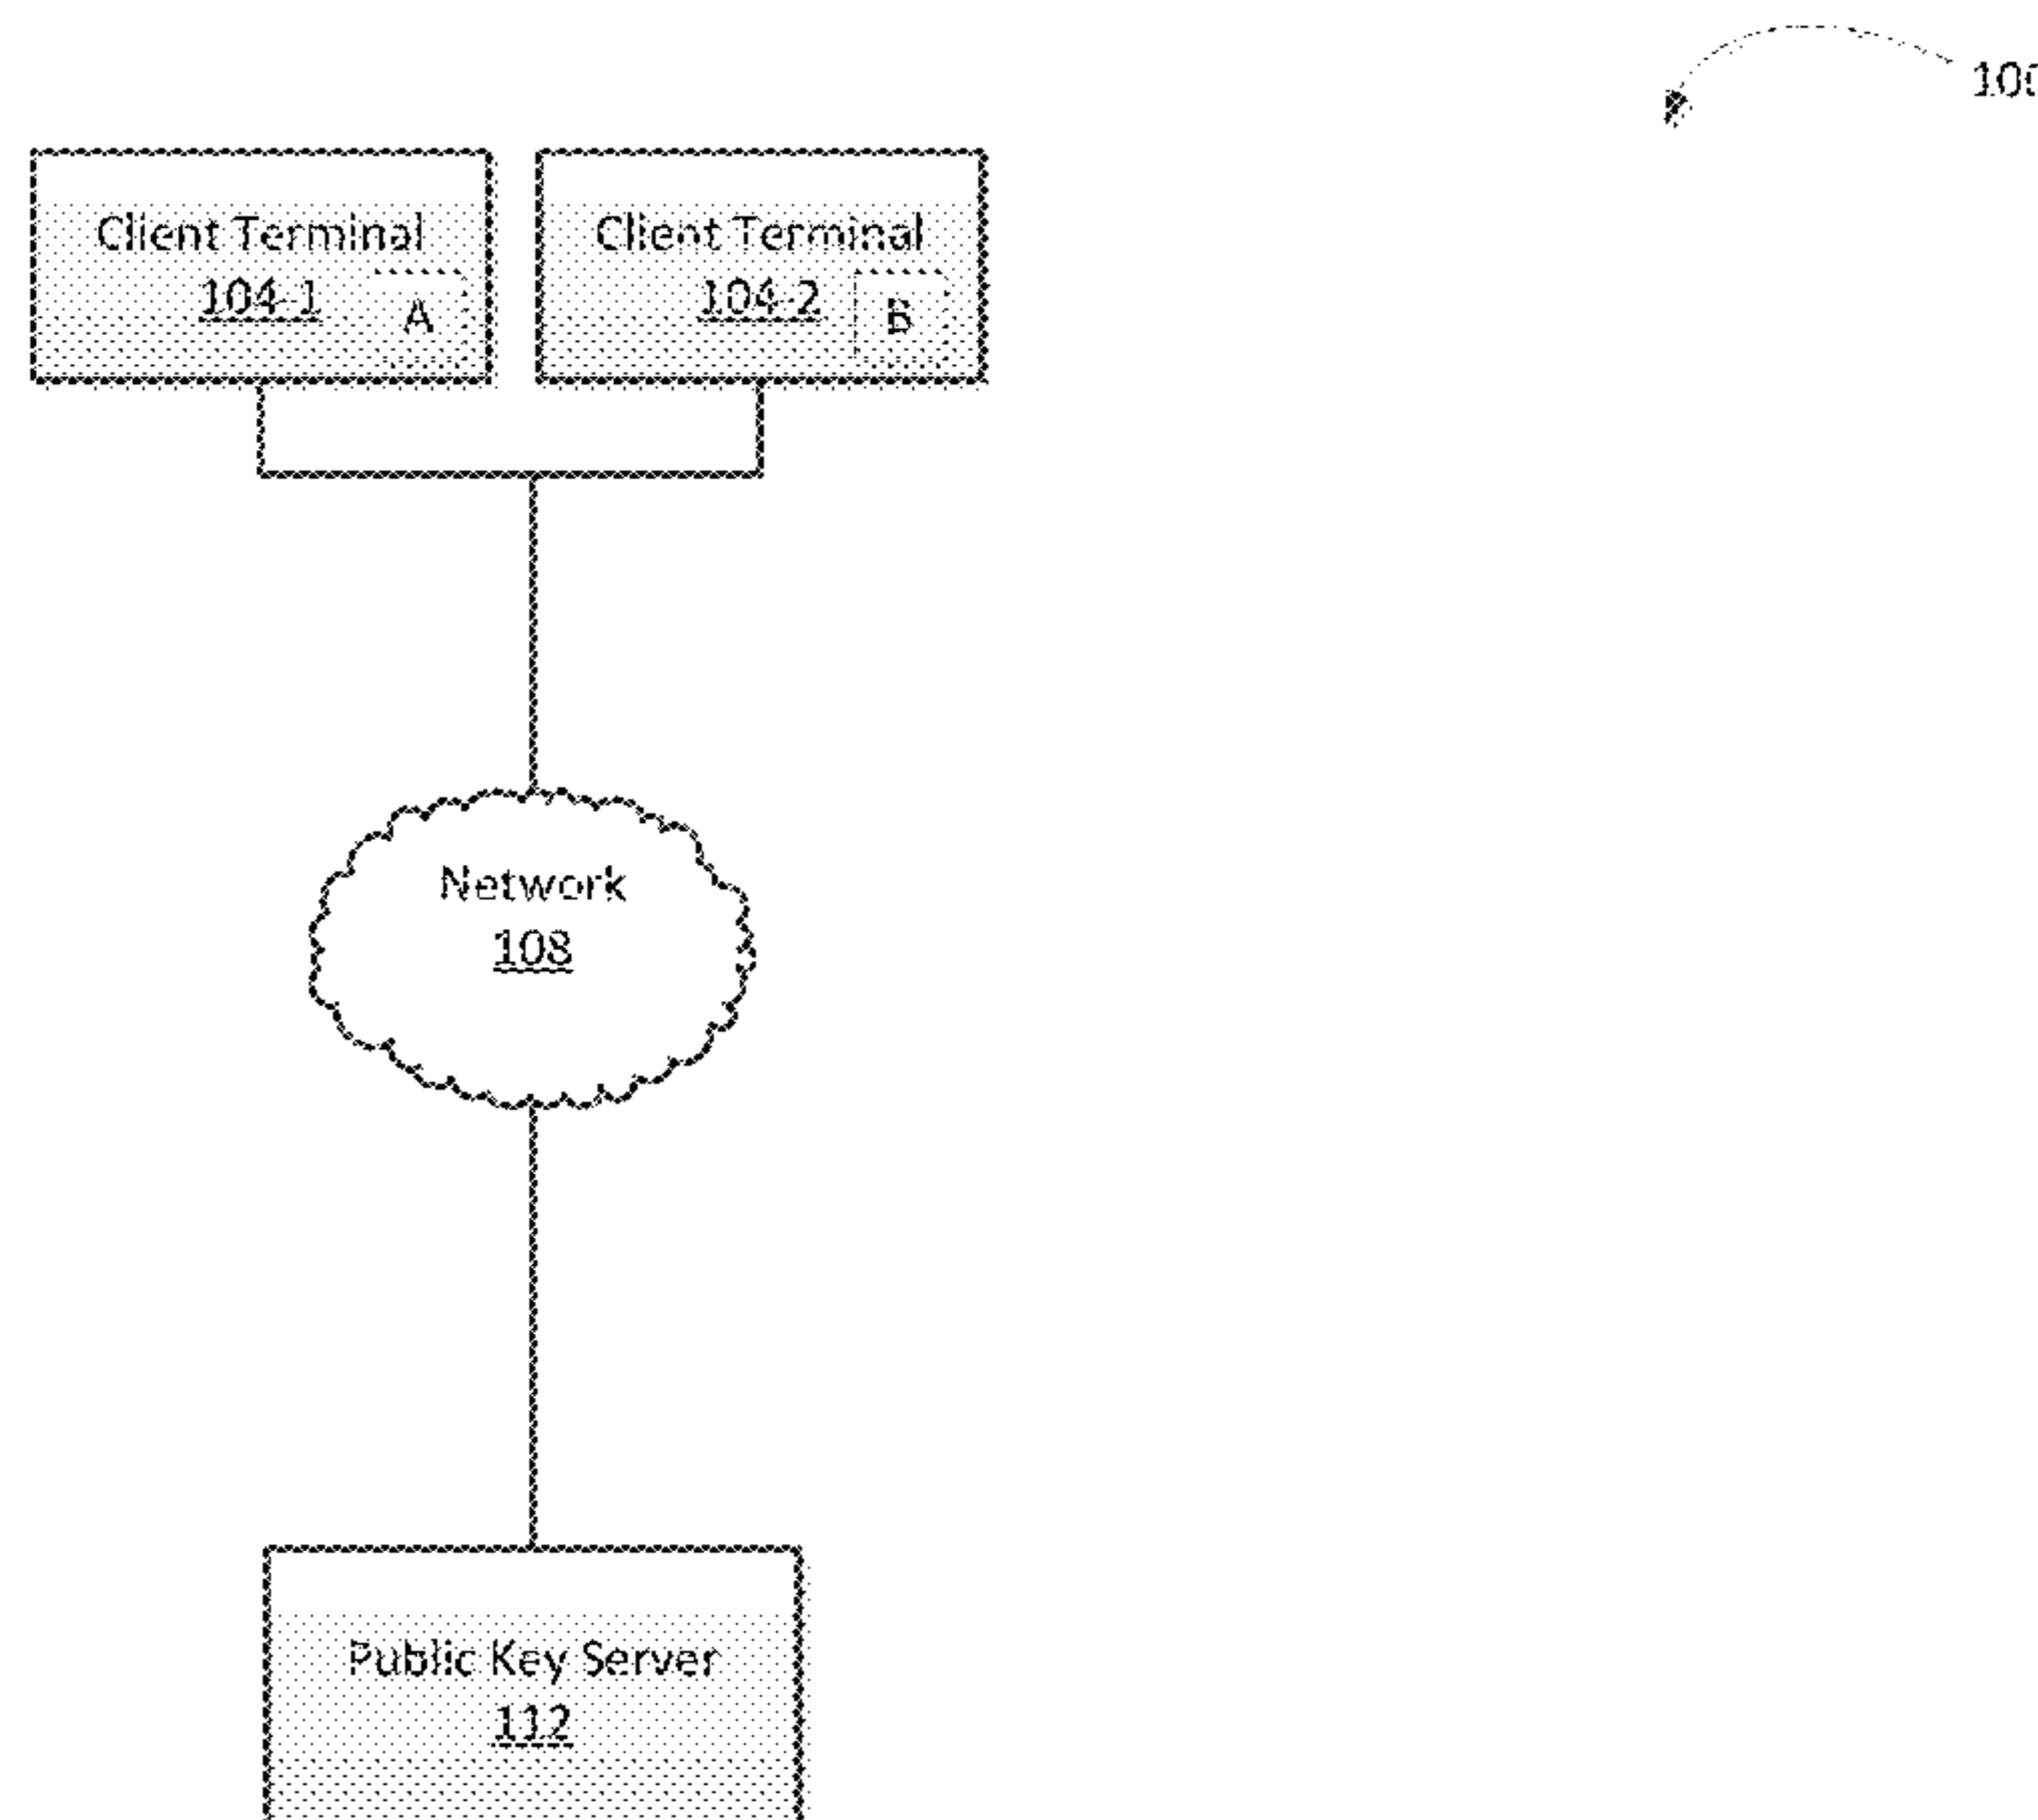 100
Client Terminal
104-1
A
Client Terminal
104-2
B
Network
108
Public Key Server
112